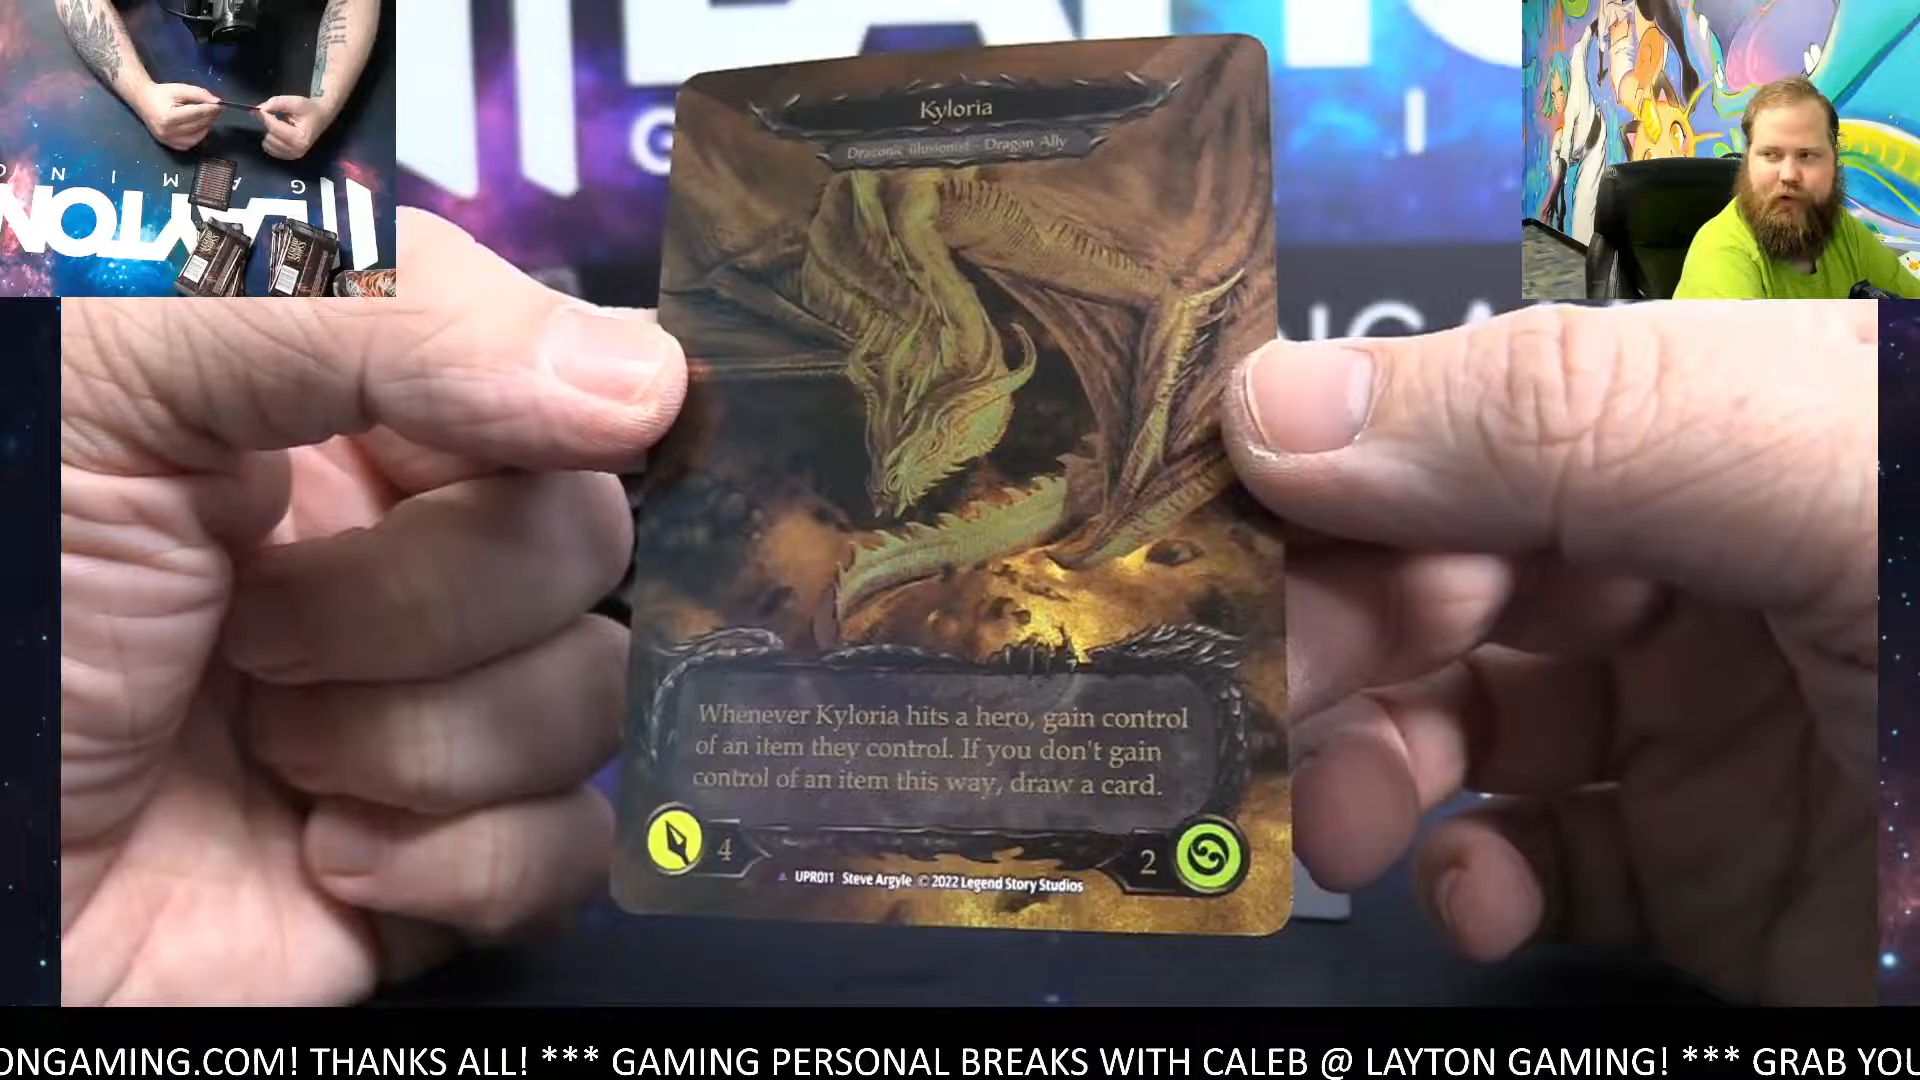 Kyloria
Draconic Illusionist - Dragon Ally
Whenever Kyloria hits a hero, gain control
of an item they control. If you don't gain
control of an item this way, draw a card.
4
2
UPR011 Steve Argyle © 2022 Legend Story Studios
LAYTON
GAMING
ONGAMING.COM! THANKS ALL! *** GAMING PERSONAL BREAKS WITH CALEB @ LAYTON GAMING! *** GRAB YOU